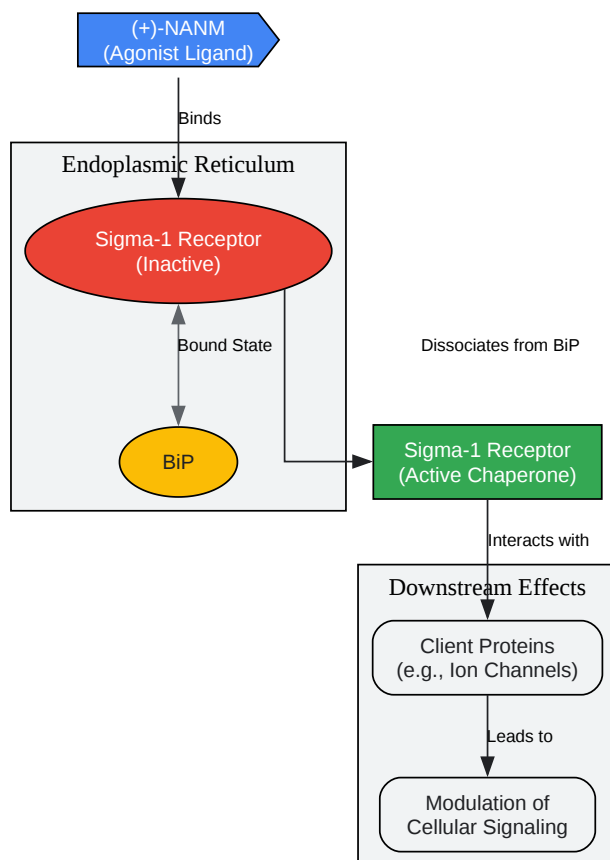 (+)-NANM
(Agonist Ligand)
Binds
Endoplasmic Reticulum
Sigma-1 Receptor
(Inactive)
Bound State
Dissociates from BiP
BiP
Sigma-1 Receptor
(Active Chaperone)
Interacts with
Downstream Effects
Client Proteins
(e.g., Ion Channels)
Leads to
Modulation of
Cellular Signaling